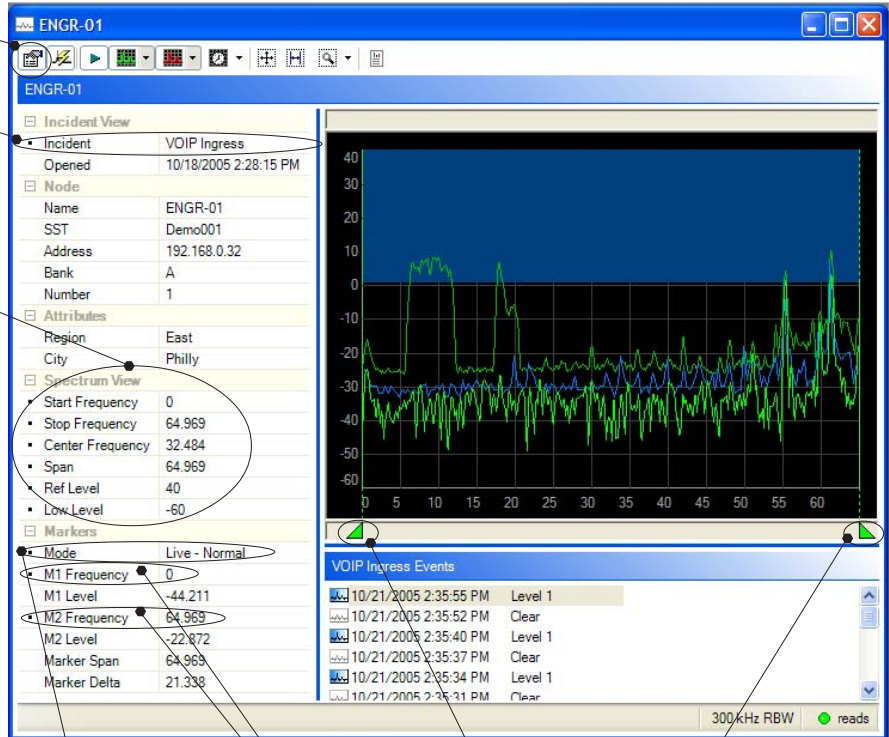 ENGR-01
ENGR-01
Incident View
Incident VOIP Ingress
Opened 10/18/2005 2:28:15 PM
Node
Name ENGR-01
SST Demo001
Address 192.168.0.32
Bank A
Number 1
Attributes
Region East
City Philly
Spectrum View
Start Frequency 0
Stop Frequency 64.969
Center Frequency 32.484
Span 64.969
Ref Level 40
Low Level -60
Markers
Mode Live - Normal
M1 Frequency 0
M1 Level -44.211
M2 Frequency 64.969
M2 Level -22.872
Marker Span 64.969
Marker Delta 21.338
40
30
20
10
0
-10
-20
-30
-40
-50
-60
0 5 10 15 20 25 30 35 40 45 50 55 60
VOIP Ingress Events
10/21/2005 2:35:55 PM Level 1
10/21/2005 2:35:52 PM Clear
10/21/2005 2:35:40 PM Level 1
10/21/2005 2:35:37 PM Clear
10/21/2005 2:35:34 PM Level 1
10/21/2005 2:35:31 PM Clear
300 kHz RBW reads